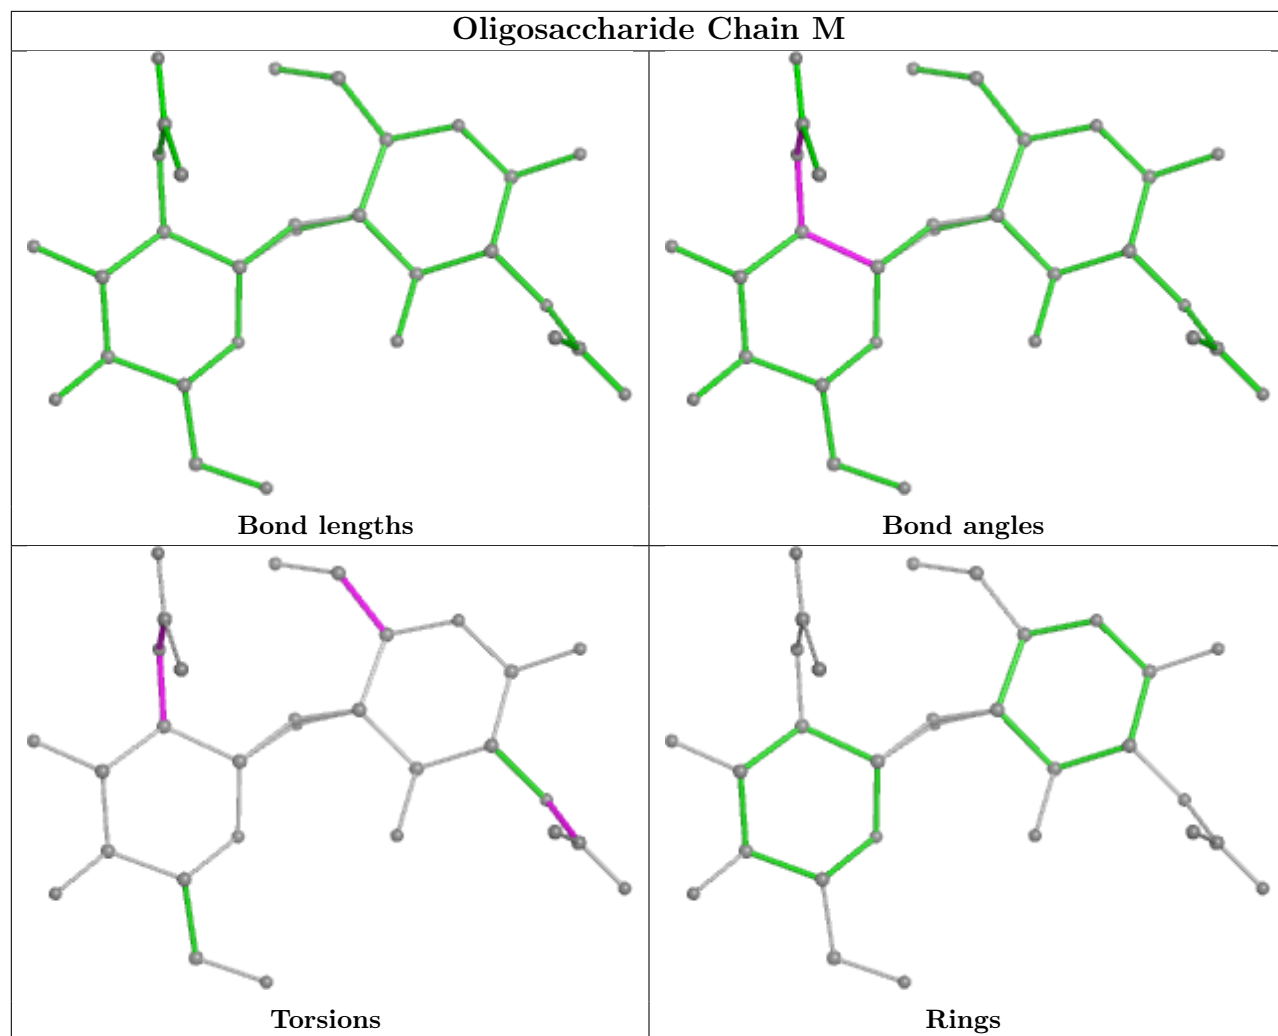 Oligosaccharide Chain M
Bond lengths
Bond angles
Torsions
Rings